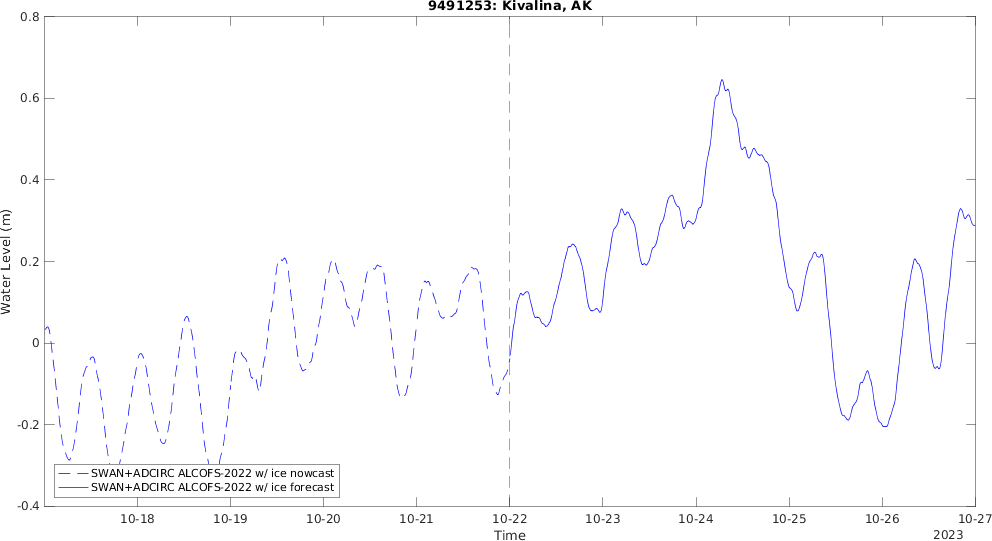 9491253: Kivalina, AK
0.8
0.6
0.4
0.2
0
-0.2
-0.4
Water Level (m)
SWAN+ADCIRC ALCOFS-2022 w/ ice nowcast
SWAN+ADCIRC ALCOFS-2022 w/ ice forecast
10-18 10-19 10-20 10-21 10-22 10-23 10-24 10-25 10-26 10-27
Time
2023